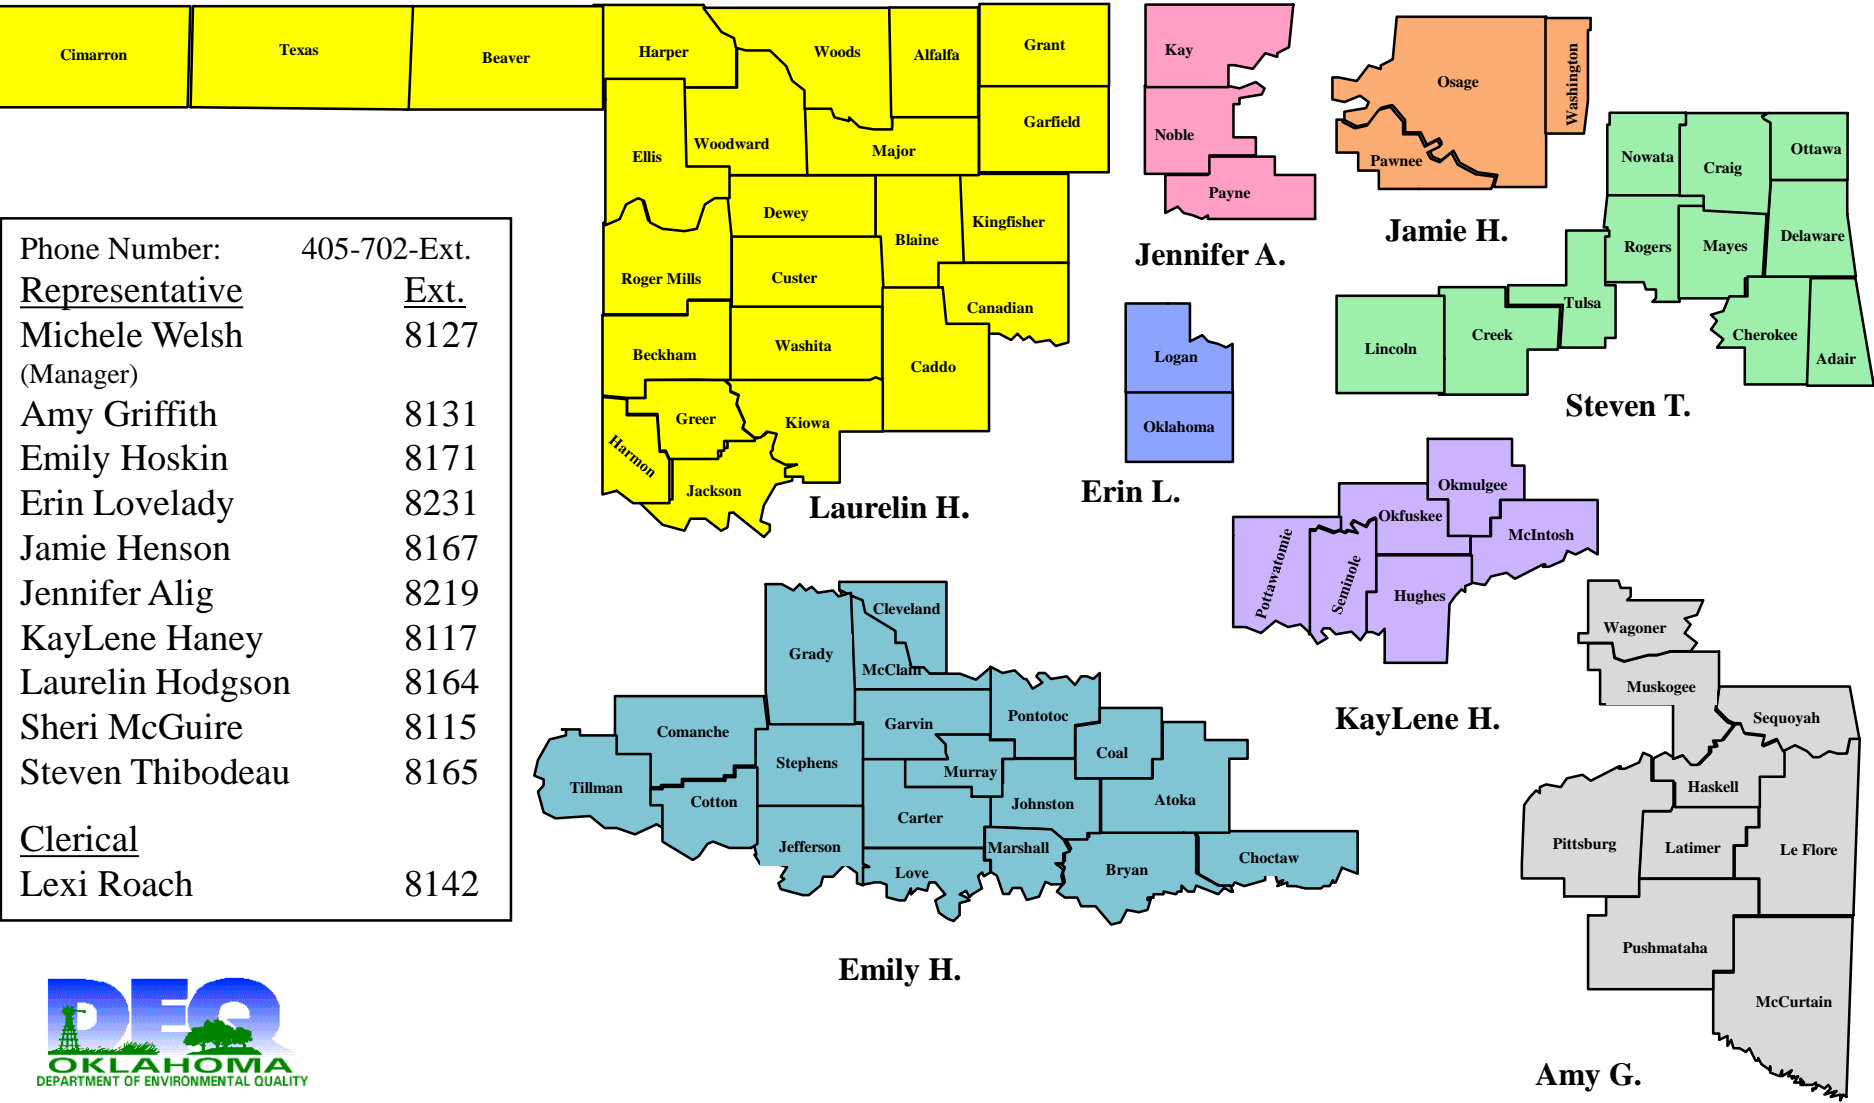 Cimarron
Texas
Beaver
Harper
Woods
Alfalfa
Grant
Garfield
Ellis
Woodward
Major
Dewey
Blaine
Kingfisher
Roger Mills
Custer
Canadian
Beckham
Washita
Caddo
Greer
Kiowa
Harmon
Jackson
Laurelin H.
Kay
Noble
Payne
Jennifer A.
Osage
Washington
Pawnee
Jamie H.
Nowata
Craig
Ottawa
Rogers
Mayes
Delaware
Tulsa
Lincoln
Creek
Cherokee
Adair
Steven T.
Logan
Oklahoma
Erin L.
Okmulgee
Okfuskee
McIntosh
Pottawatomie
Seminole
Hughes
KayLene H.
Cleveland
Grady
McClain
Comanche
Garvin
Pontotoc
Stephens
Murray
Coal
Tillman
Cotton
Carter
Johnston
Atoka
Jefferson
Love
Marshall
Bryan
Choctaw
Emily H.
Wagoner
Muskogee
Sequoyah
Haskell
Pittsburg
Latimer
Le Flore
Pushmataha
McCurtain
Amy G.
Phone Number: 405-702-Ext.
Representative Ext.
Michele Welsh 8127
(Manager)
Amy Griffith 8131
Emily Hoskin 8171
Erin Lovelady 8231
Jamie Henson 8167
Jennifer Alig 8219
KayLene Haney 8117
Laurelin Hodgson 8164
Sheri McGuire 8115
Steven Thibodeau 8165
Clerical
Lexi Roach 8142
DEQ
OKLAHOMA
DEPARTMENT OF ENVIRONMENTAL QUALITY